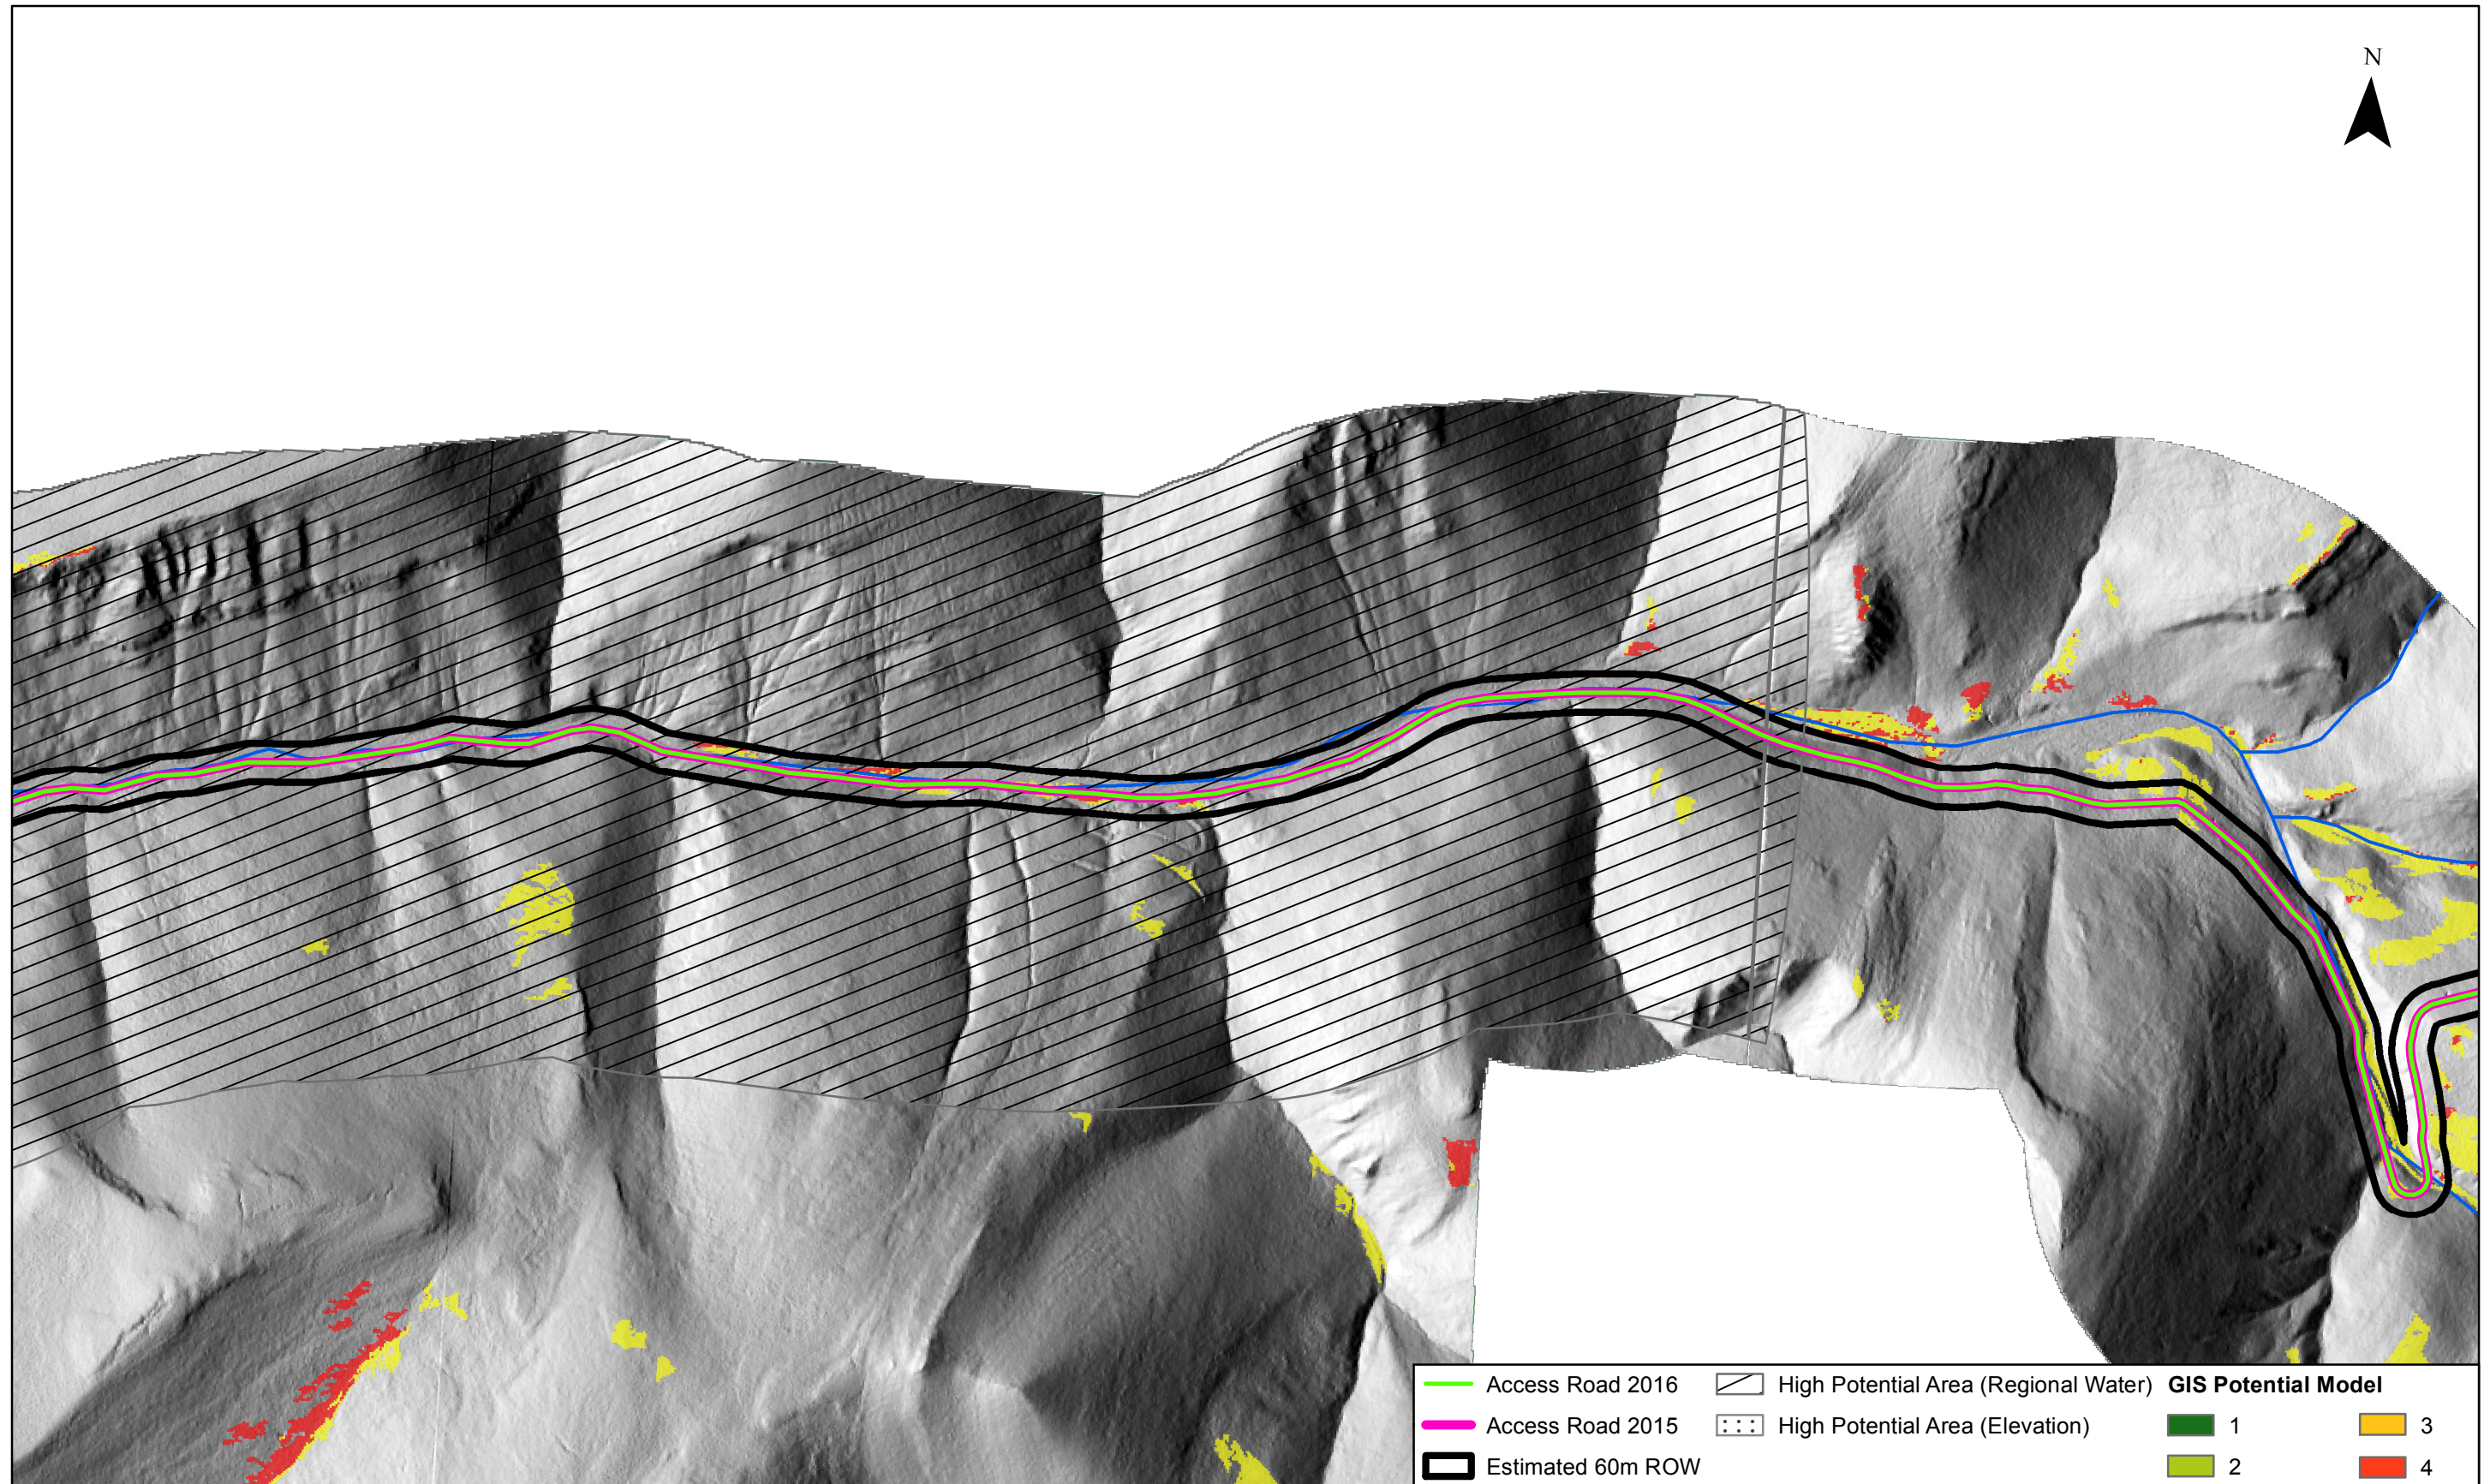 N
Access Road 2016
High Potential Area (Regional Water)
GIS Potential Model
Access Road 2015
High Potential Area (Elevation)
1
3
Estimated 60m ROW
2
4